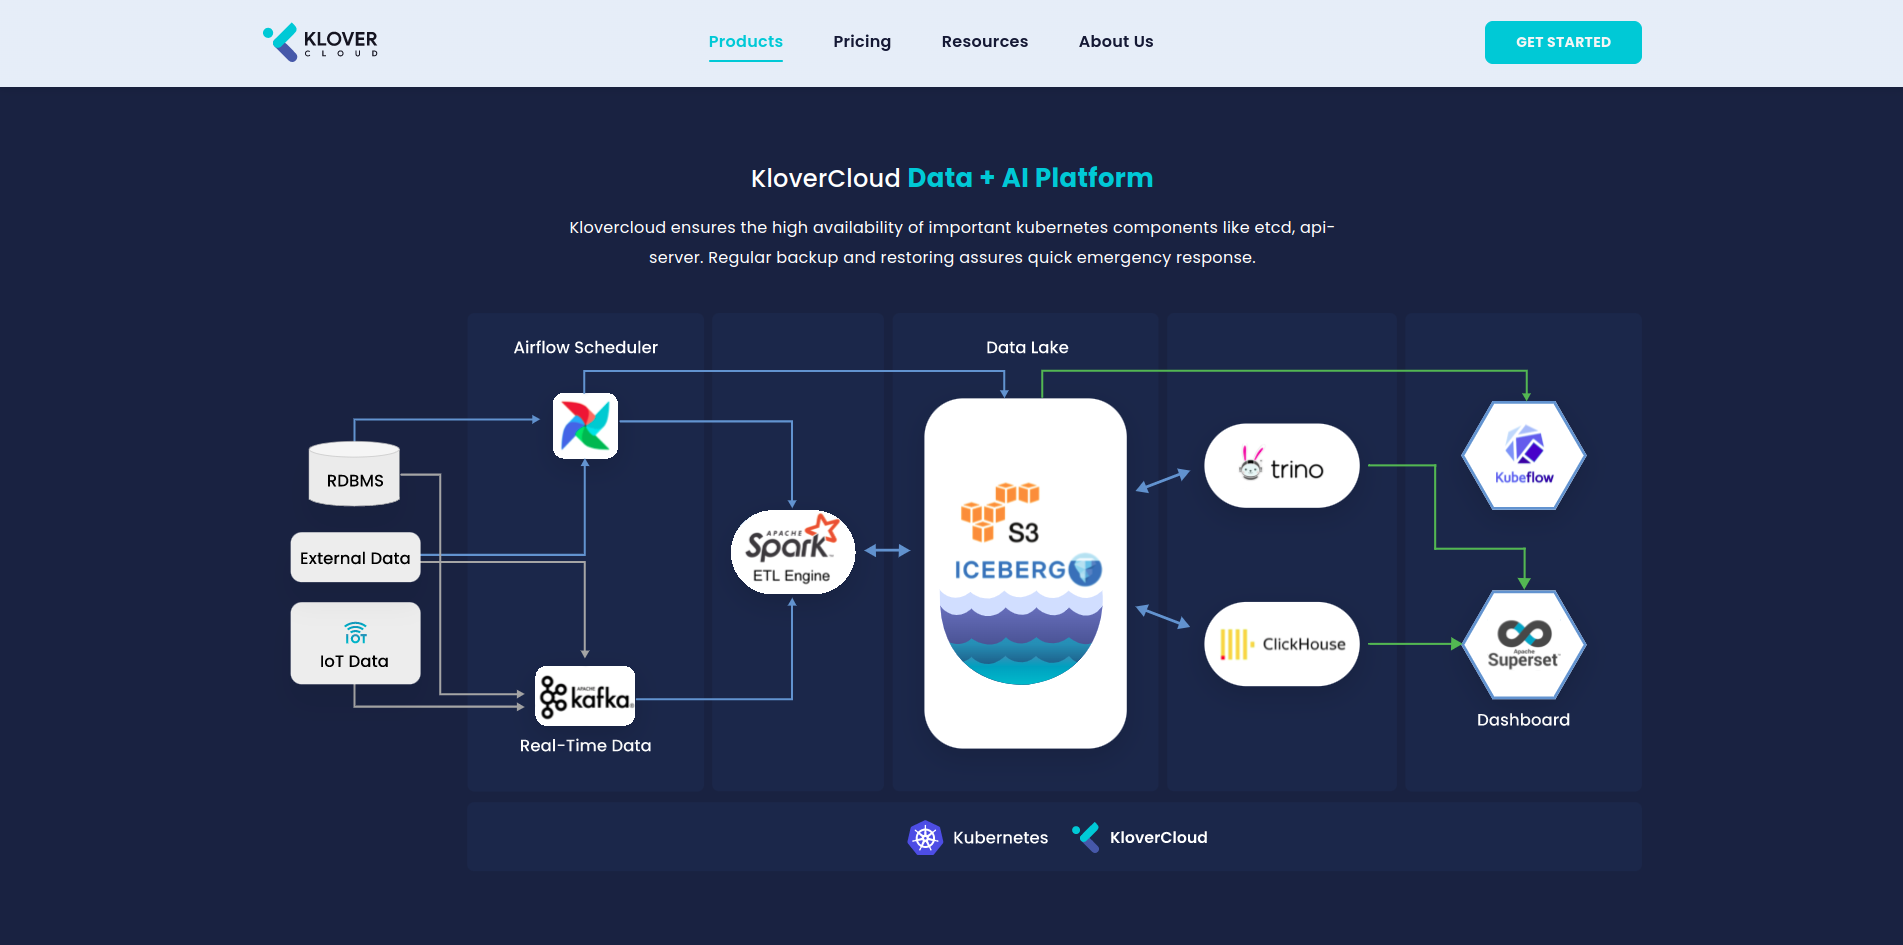 KLOVER
CLOUD
Products
Pricing
Resources
About Us
GET STARTED
KloverCloud Data + AI Platform
Klovercloud ensures the high availability of important kubernetes components like etcd, api-
server. Regular backup and restoring assures quick emergency response.
Airflow Scheduler
Data Lake
RDBMS
External Data
IOT
IoT Data
APACHE
Spark™
ETL Engine
APACHE
kafka®
Real-Time Data
S3
ICEBERG
trino
ClickHouse
Kubeflow
Apache
Superset™
Dashboard
Kubernetes
KloverCloud